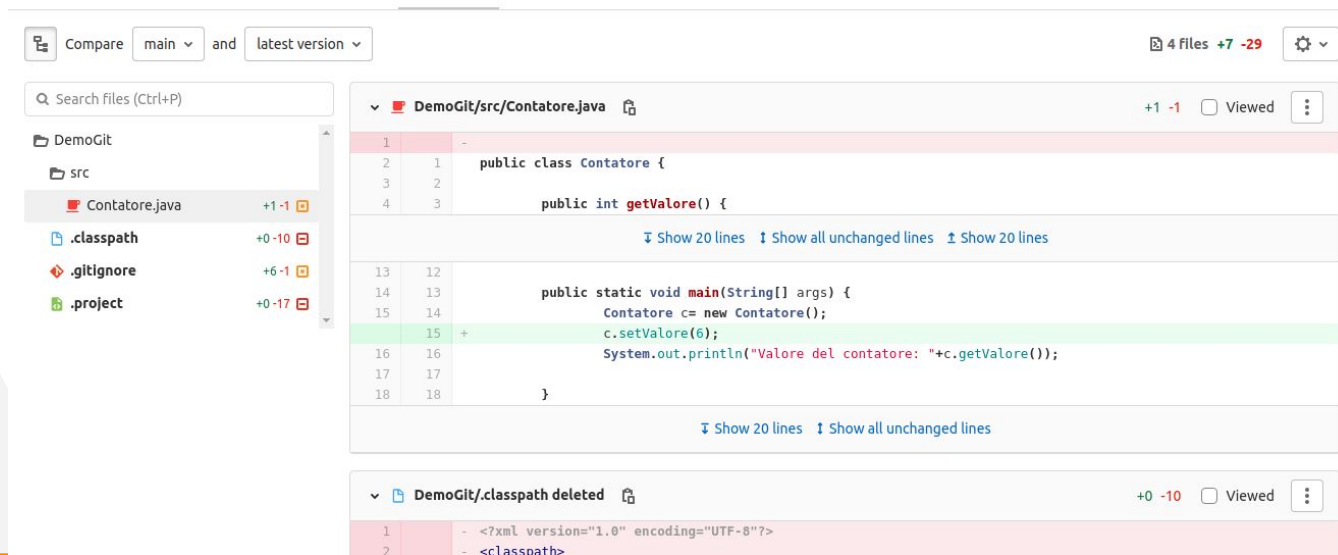 Compare main and latest version 4 files +7 -29
Search files (Ctrl+P)
DemoGit
src
Contatore.java +1 -1
.classpath +0 -10
.gitignore +6 -1
.project +0 -17
DemoGit/src/Contatore.java +1 -1 Viewed
1 -
2 1 public class Contatore {
3 2
4 3 public int getValore() {
Show 20 lines Show all unchanged lines Show 20 lines
13 12
14 13 public static void main(String[] args) {
15 14 Contatore c= new Contatore();
15 + c.setValore(6);
16 16 System.out.println("Valore del contatore: "+c.getValore());
17 17
18 18 }
Show 20 lines Show all unchanged lines
DemoGit/.classpath deleted +0 -10 Viewed
1 - <?xml version="1.0" encoding="UTF-8"?>
2 - <classpath>